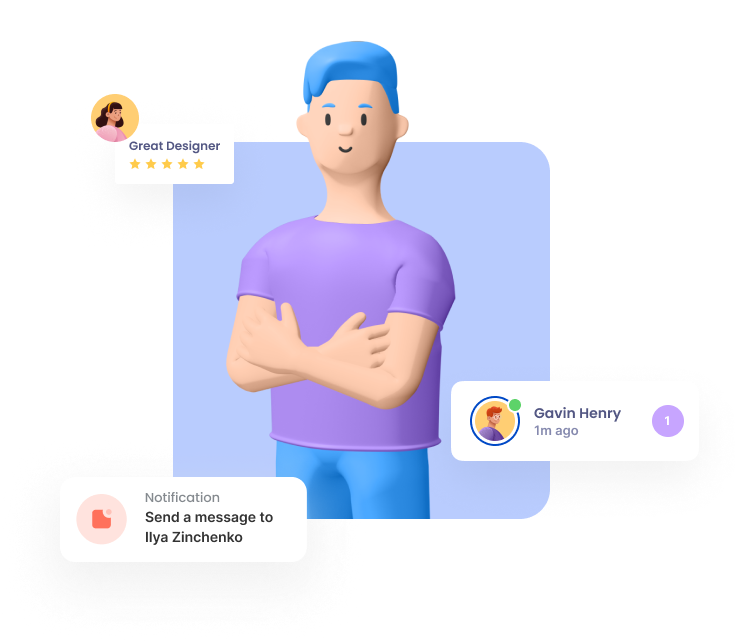 Great Designer
Gavin Henry
1m ago
1
Notification
Send a message to
Ilya Zinchenko